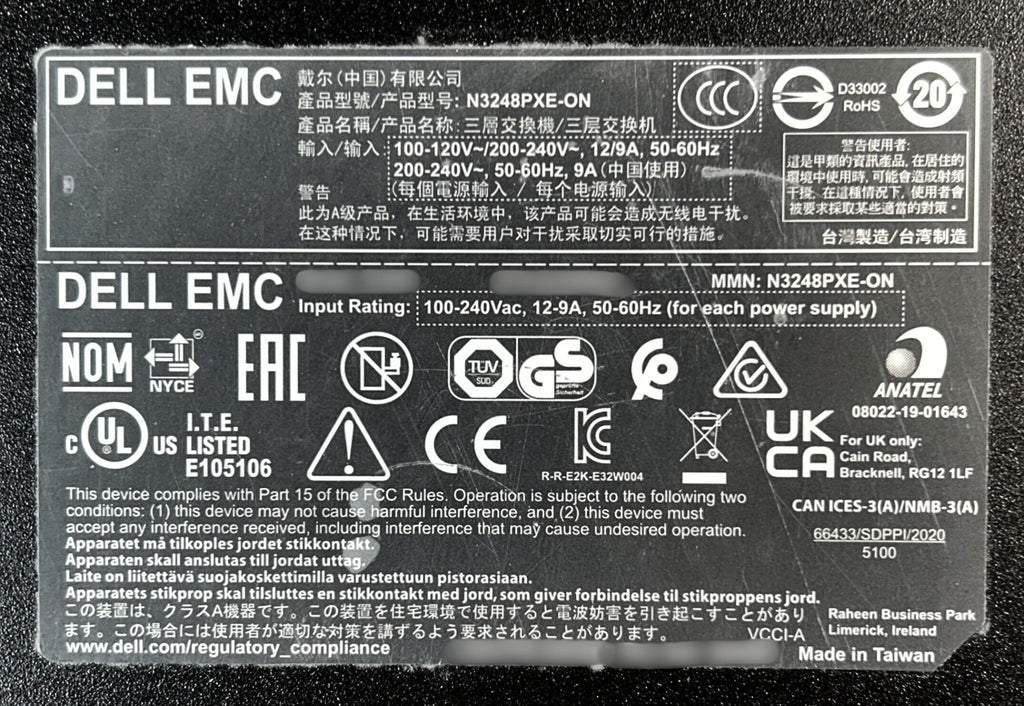 DELL EMC
戴尔(中国)有限公司
產品型號/产品型号: N3248PXE-ON
產品名稱/产品名称: 三層交換機/三层交换机
輸入/输入: 100-120V~/200-240V~, 12/9A, 50-60Hz
200-240V~, 50-60Hz, 9A(中国使用)
(每個電源輸入 / 每个电源输入)
警告
此为A级产品，在生活环境中，该产品可能会造成无线电干扰。
在这种情况下，可能需要用户对干扰采取切实可行的措施。
CCC
D33002
RoHS
20
警告使用者:
這是甲類的資訊產品, 在居住的
環境中使用時, 可能會造成射頻
干擾, 在這種情況下, 使用者會
被要求採取某些適當的對策。
台灣製造/台湾制造
DELL EMC
MMN: N3248PXE-ON
Input Rating: 100-240Vac, 12-9A, 50-60Hz (for each power supply)
NOM
NYCE
EAC
TÜV
SÜD
GS
geprüfte
Sicherheit
ANATEL
08022-19-01643
c UL US
I.T.E.
LISTED
E105106
CE
KC
R-R-E2K-E32W004
UK
CA
For UK only:
Cain Road,
Bracknell, RG12 1LF
This device complies with Part 15 of the FCC Rules. Operation is subject to the following two
conditions: (1) this device may not cause harmful interference, and (2) this device must
accept any interference received, including interference that may cause undesired operation.
CAN ICES-3(A)/NMB-3(A)
66433/SDPPI/2020
5100
Apparatet må tilkoples jordet stikkontakt.
Apparaten skall anslutas till jordat uttag.
Laite on liitettävä suojakoskettimilla varustettuun pistorasiaan.
Apparatets stikprop skal tilsluttes en stikkontakt med jord, som giver forbindelse til stikproppens jord.
この装置は、クラスA機器です。この装置を住宅環境で使用すると電波妨害を引き起こすことがあり
ます。この場合には使用者が適切な対策を講ずるよう要求されることがあります。 VCCI-A
www.dell.com/regulatory_compliance
Raheen Business Park
Limerick, Ireland
Made in Taiwan